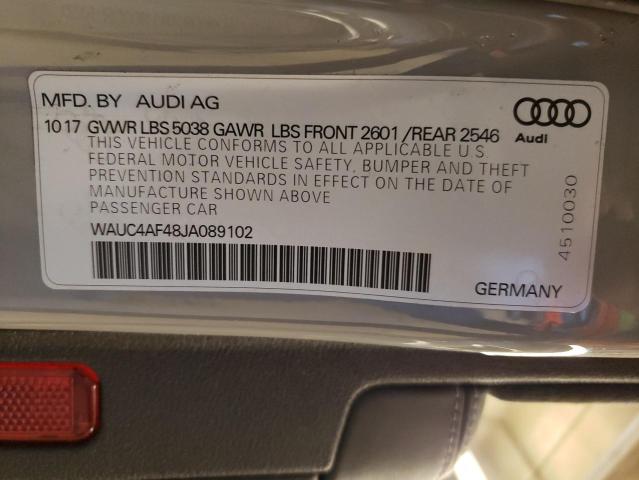 MFD. BY AUDI AG
Audi
10 17 GVWR LBS 5038 GAWR LBS FRONT 2601 /REAR 2546
THIS VEHICLE CONFORMS TO ALL APPLICABLE U.S
FEDERAL MOTOR VEHICLE SAFETY, BUMPER AND THEFT
PREVENTION STANDARDS IN EFFECT ON THE DATE OF
MANUFACTURE SHOWN ABOVE
PASSENGER CAR
WAUC4AF48JA089102
4510030
GERMANY